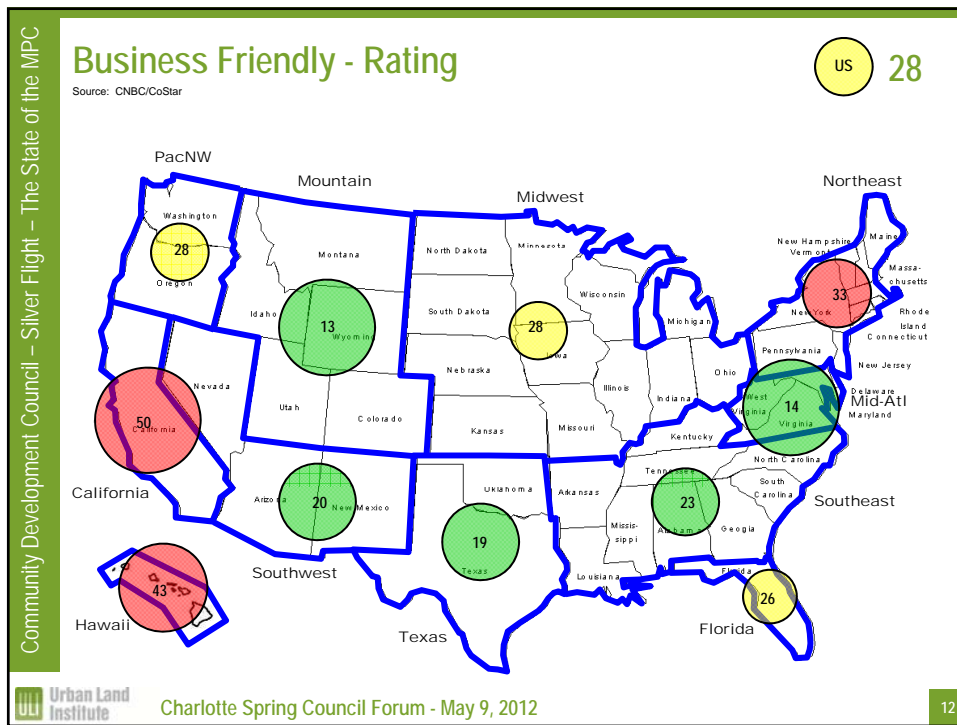 Community Development Council – Silver Flight – The State of the MPC
Business Friendly - Rating
Source: CNBC/CoStar
US
28
PacNW
Mountain
Midwest
Northeast
Washington
28
Oregon
Montana
Idaho
13
Wyoming
North Dakota
Minnesota
South Dakota
Wisconsin
28
Iowa
Michigan
New Hampshire
Vermont
Maine
Massa-
chusetts
33
New York
Rhode
Island
Connecticut
Pennsylvania
New Jersey
Nevada
Utah
Colorado
Nebraska
Kansas
Illinois
Indiana
Ohio
Missouri
West
Virginia
14
Virginia
Delaware
Mid-Atl
Maryland
50
California
California
Kentucky
North Carolina
Tennessee
South
Carolina
Southeast
Arizona
20
New Mexico
Southwest
Oklahoma
19
Texas
Texas
Arkansas
Missis-
sippi
23
Alabama
Geogia
Louisiana
Florida
26
Florida
43
Hawaii
ULI Urban Land
Institute
Charlotte Spring Council Forum - May 9, 2012
12